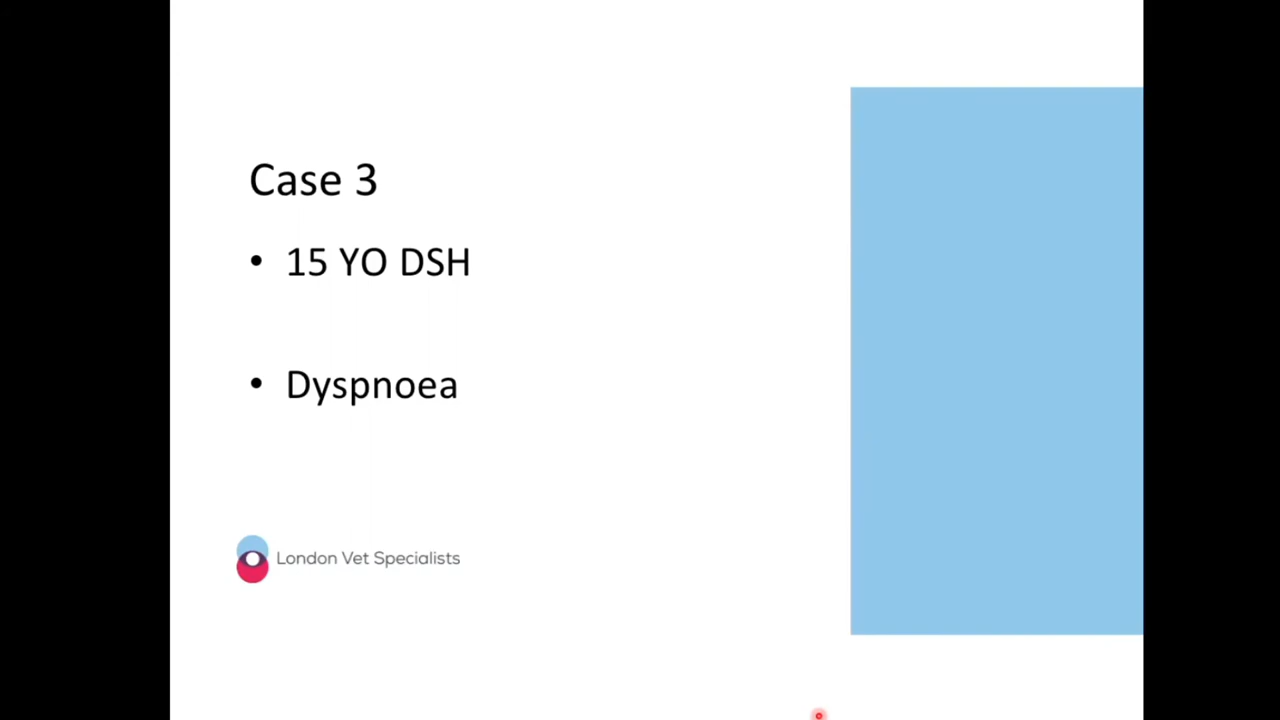 Case 3
• 15 YO DSH
• Dyspnoea
London Vet Specialists